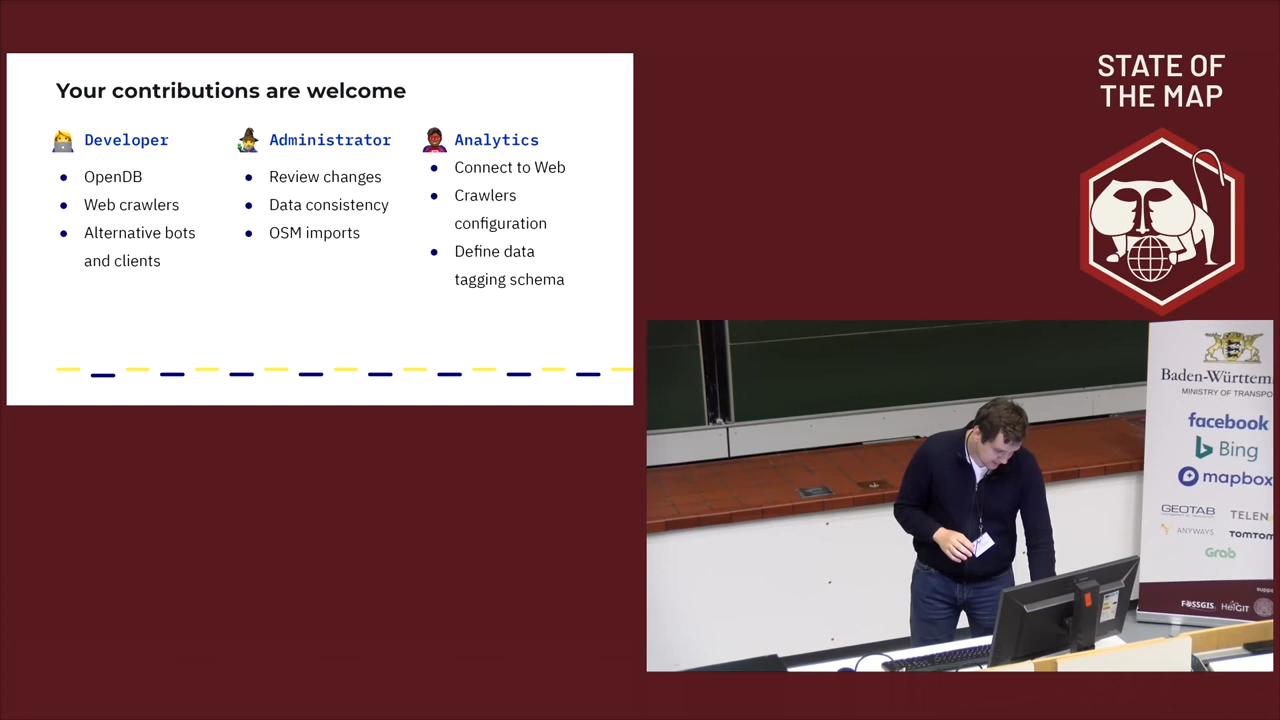 Your contributions are welcome
Developer
OpenDB
Web crawlers
Alternative bots
and clients
Administrator
Review changes
Data consistency
OSM imports
Analytics
Connect to Web
Crawlers
configuration
Define data
tagging schema
STATE OF
THE MAP
Baden-Württem
MINISTRY OF TRANSPO
facebook
Bing
mapbox
GEOTAB
TELEN
ANYWAYS
TOMTOM
Grab
suppo
FOSSGIS
HeiGIT